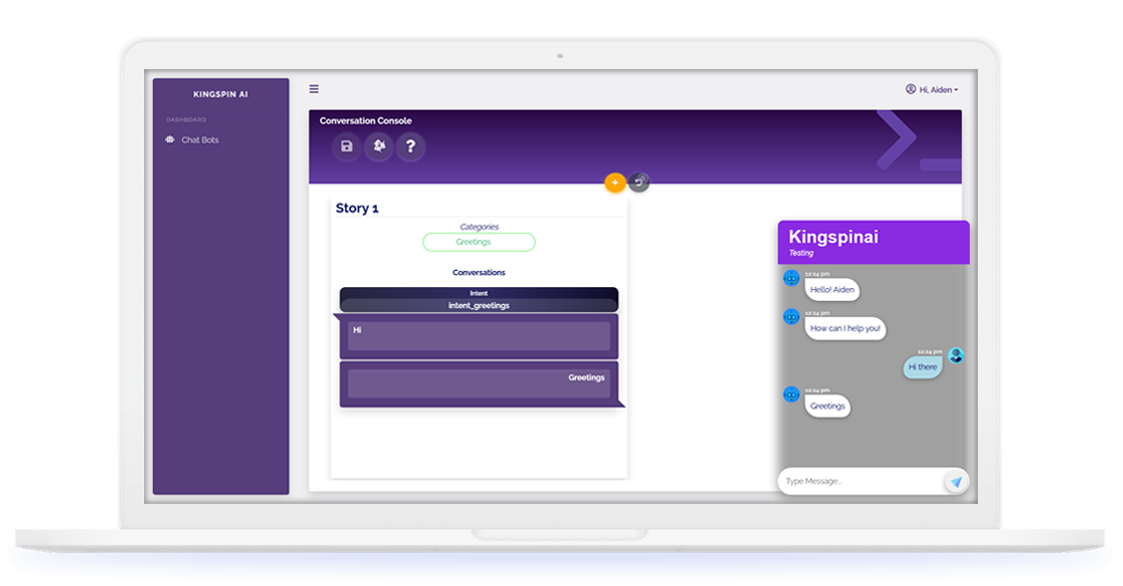 KINGSPIN AI
DASHBOARD
Chat Bots
Hi, Aiden
Conversation Console
?
Story 1
Categories
Greetings
Conversations
Intent
intent_greetings
Hi
Greetings
Kingspinai
Testing
12:24 pm
Hello! Aiden
12:24 pm
How can I help you!
12:24 pm
Hi there
12:24 pm
Greetings
Type Message..